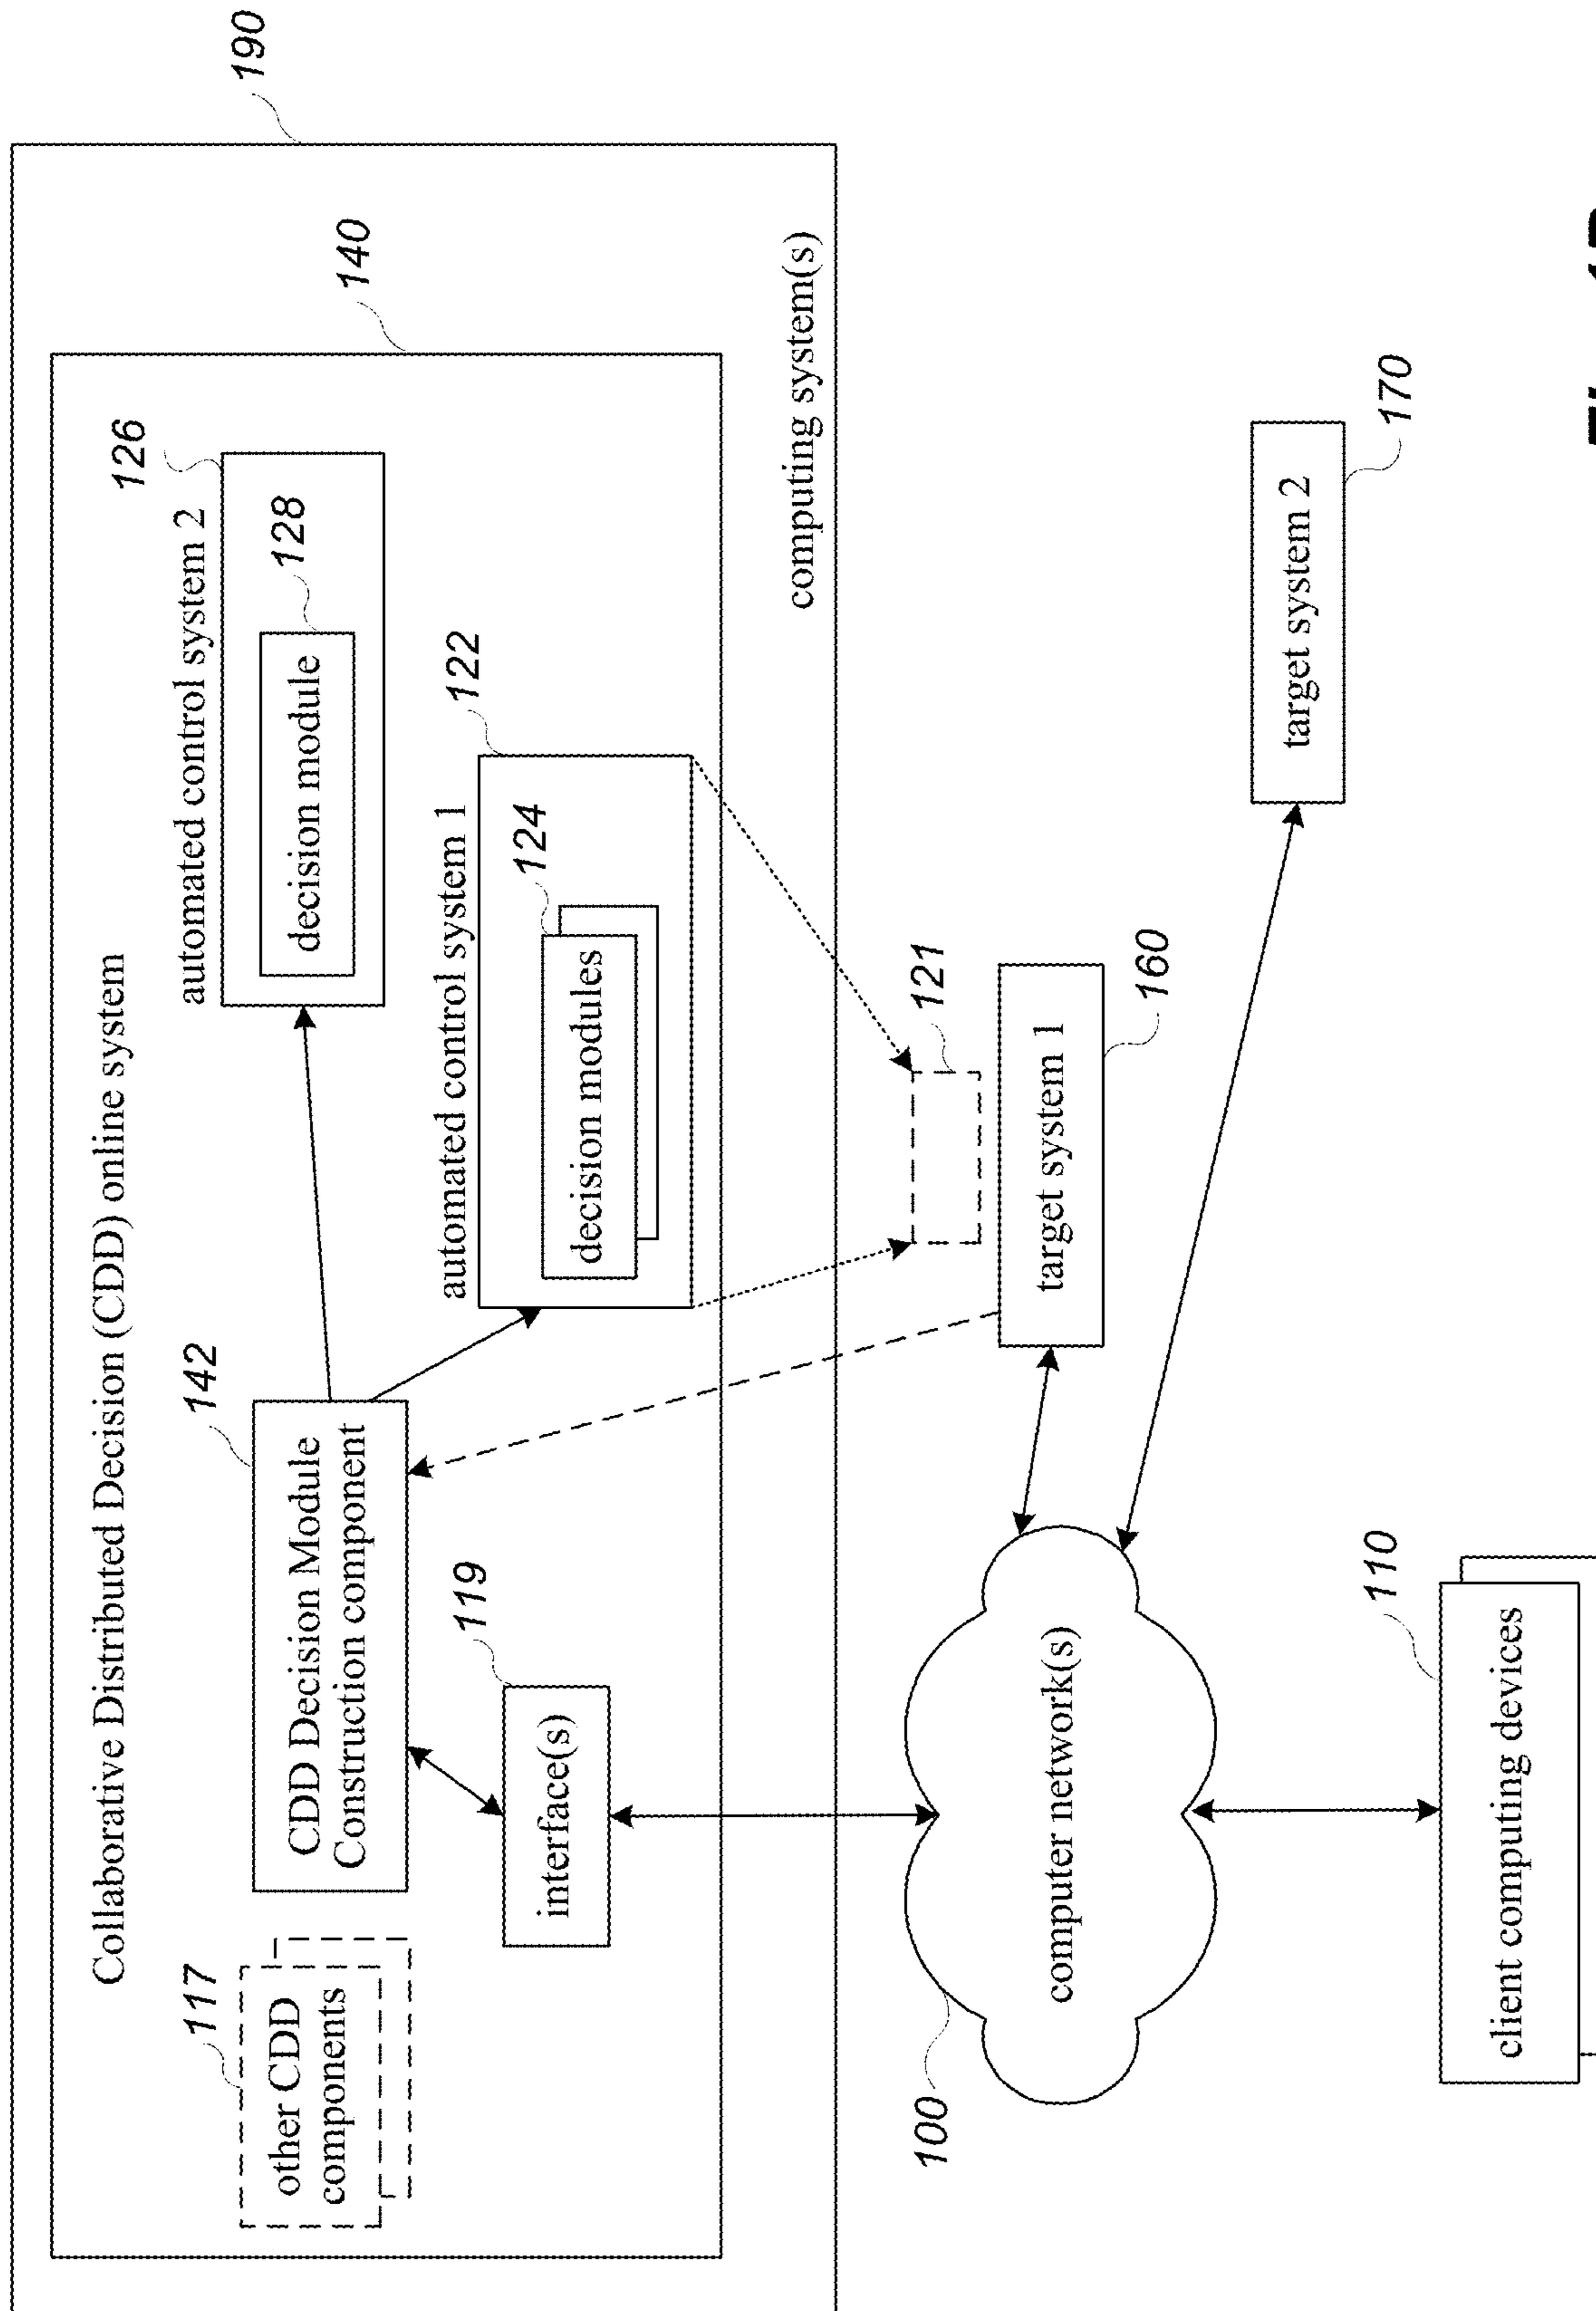 190
140
Collaborative Distributed Decision (CDD) online system
126
automated control system 2
128
decision module
142
CDD Decision Module
Construction component
117
other CDD
components
122
automated control system 1
124
decision modules
119
interface(s)
computing system(s)
121
target system 1
160
100
computer network(s)
target system 2
170
110
client computing devices